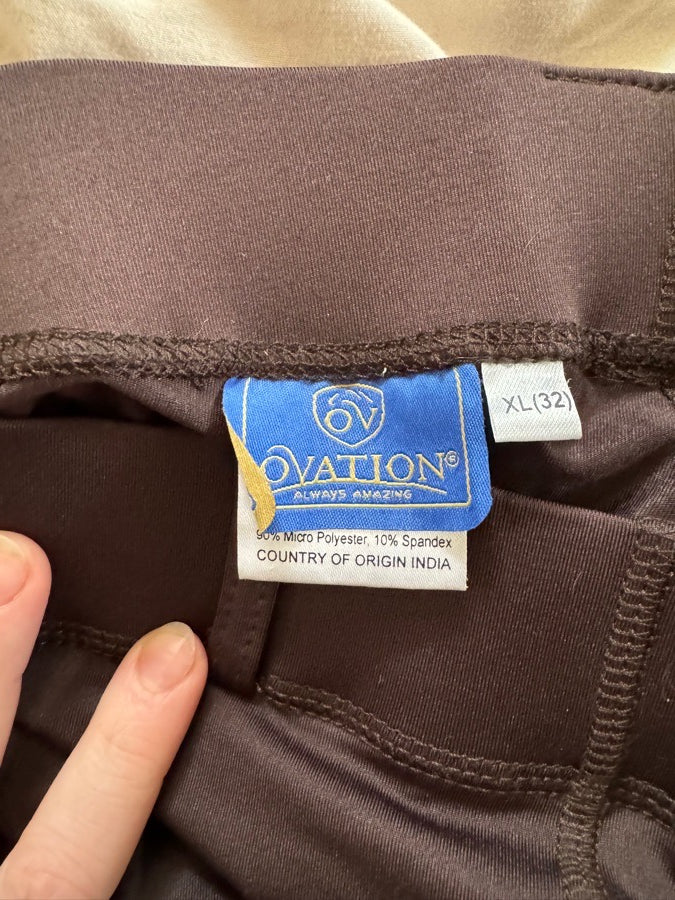 OV
OVATION®
ALWAYS AMAZING
XL(32)
90% Micro Polyester, 10% Spandex
COUNTRY OF ORIGIN INDIA